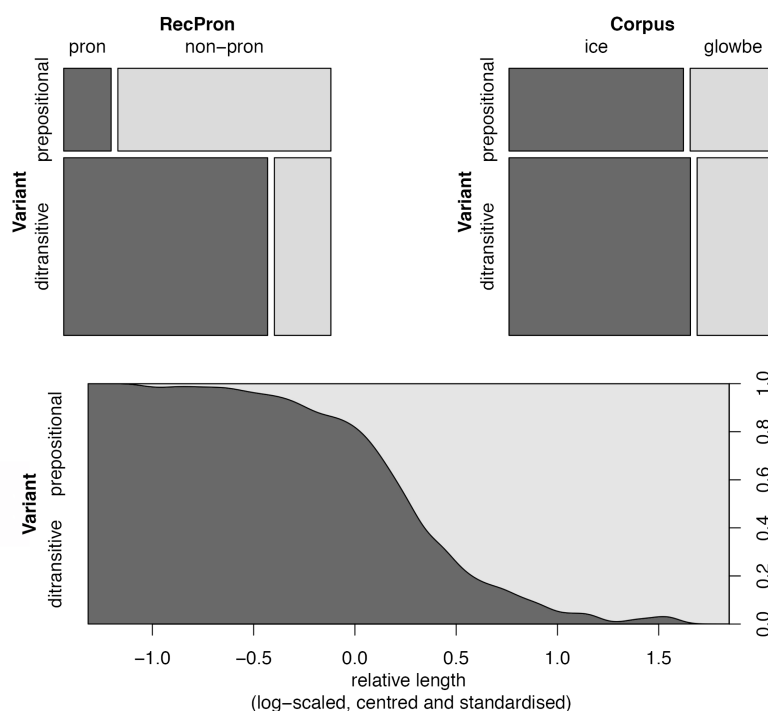 RecPron
pron non−pron
Variant
prepositional
ditransitive
Corpus
ice glowbe
Variant
prepositional
ditransitive
Variant
prepositional
ditransitive
1.0
0.8
0.6
0.4
0.2
0.0
−1.0 −0.5 0.0 0.5 1.0 1.5
relative length
(log−scaled, centred and standardised)